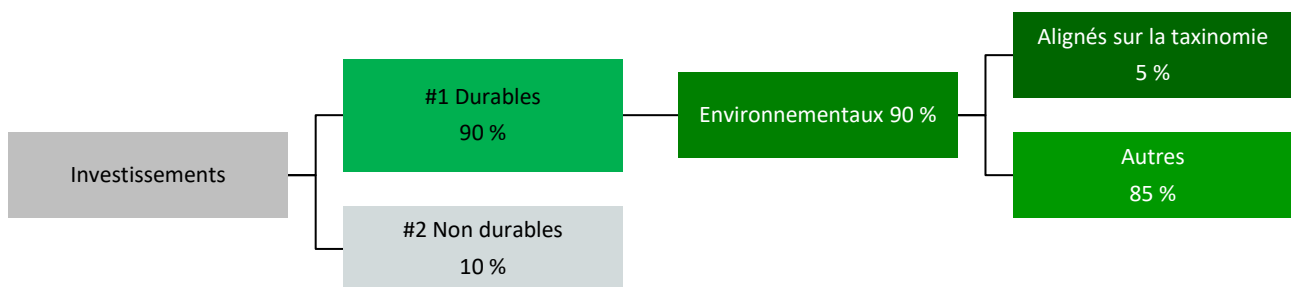 Investissements
#1 Durables
90 %
#2 Non durables
10 %
Environnementaux 90 %
Alignés sur la taxinomie
5 %
Autres
85 %